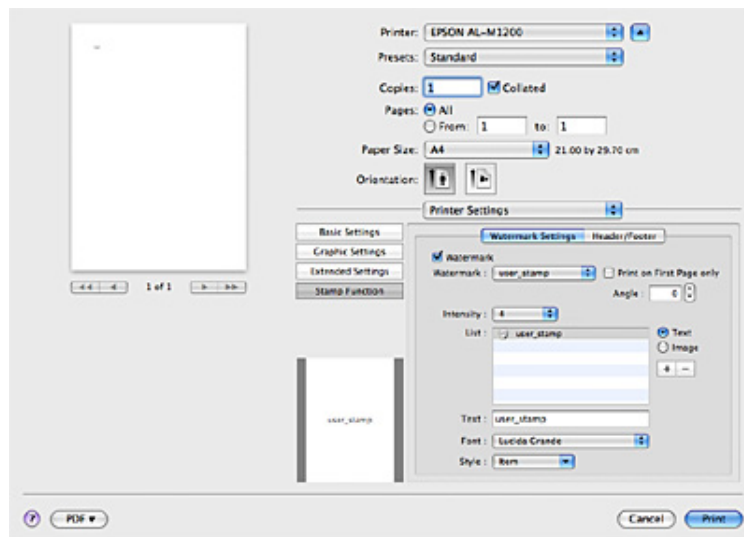 Printer: EPSON AL-M1200
Presets: Standard
Copies: 1 Collated
Pages: All
From: 1 to: 1
Paper Size: A4 21.00 by 29.70 cm
Orientation:
Printer Settings
Basic Settings
Graphic Settings
Extended Settings
Stamp Function
Watermark Settings Header/Footer
Watermark
Watermark : user_stamp Print on First Page only
Angle : 0
Intensity : 4
List : user_stamp Text
Image
+ −
Text : user_stamp
Font : Lucida Grande
Style :
1 of 1
user_stamp
? PDF ▾ Cancel Print